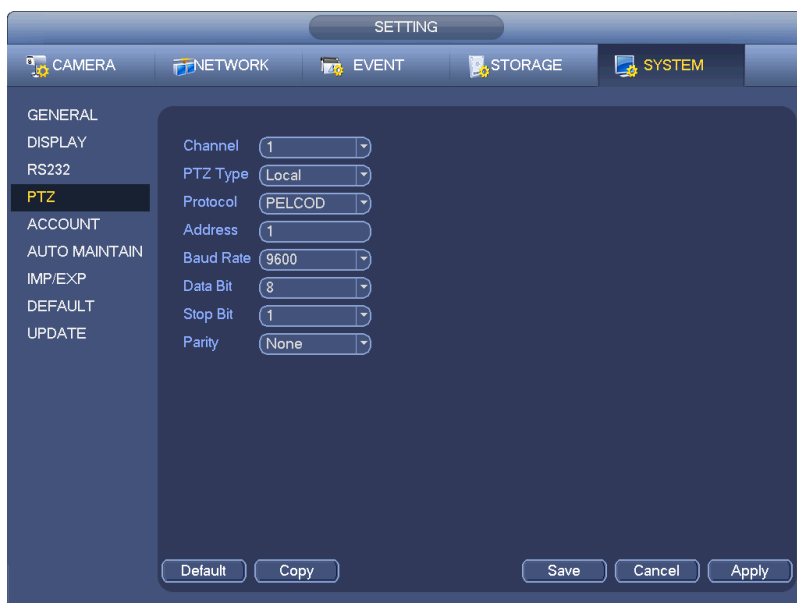 SETTING
CAMERA NETWORK EVENT STORAGE SYSTEM
GENERAL
DISPLAY
RS232
PTZ
ACCOUNT
AUTO MAINTAIN
IMP/EXP
DEFAULT
UPDATE
Channel 1
PTZ Type Local
Protocol PELCOD
Address 1
Baud Rate 9600
Data Bit 8
Stop Bit 1
Parity None
Default Copy Save Cancel Apply